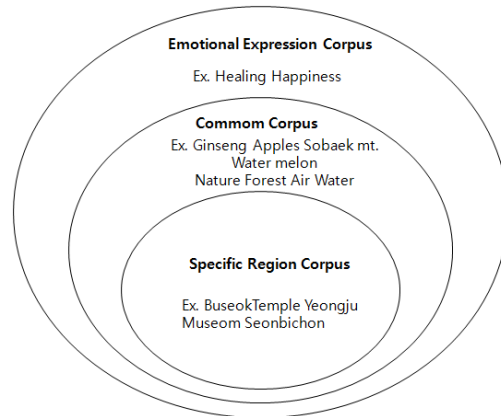 Emotional Expression Corpus
Ex. Healing Happiness
Commom Corpus
Ex. Ginseng Apples Sobaek mt.
Water melon
Nature Forest Air Water
Specific Region Corpus
Ex. BuseokTemple Yeongju
Museom Seonbichon